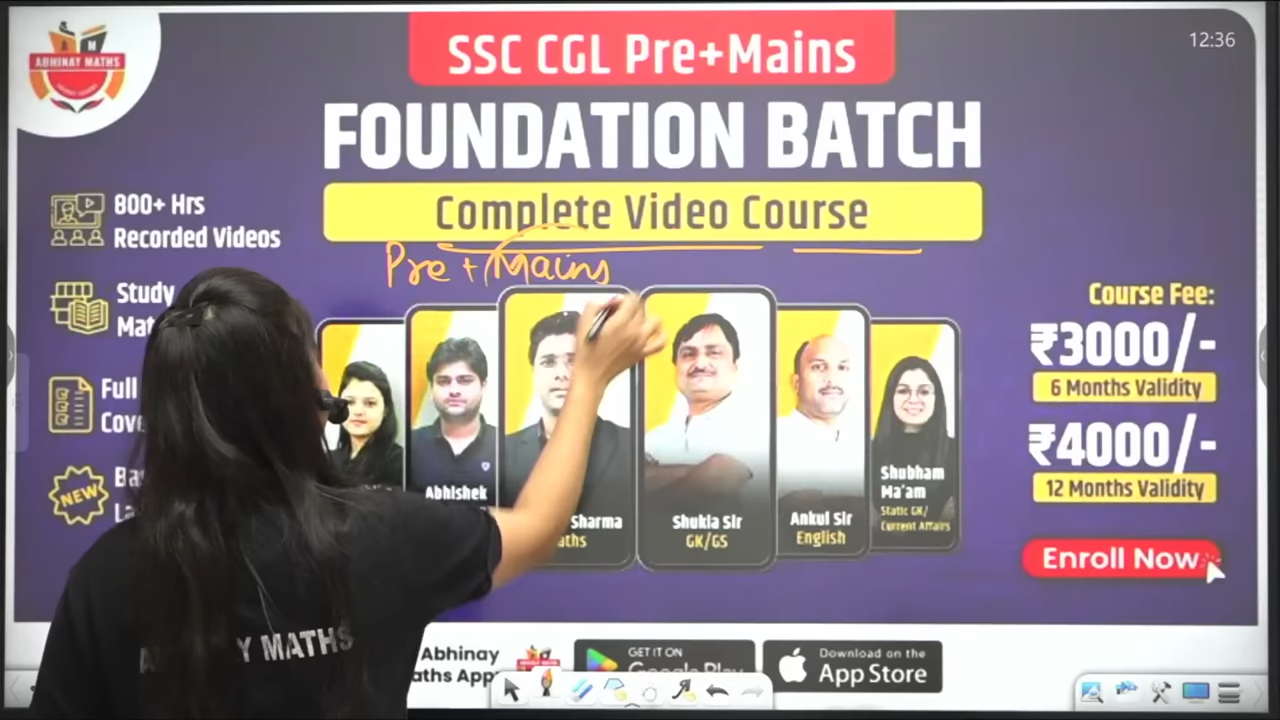 SSC CGL Pre+Mains
12:36
ABHINAY MATHS
FOUNDATION BATCH
Complete Video Course
Pre + Mains
800+ Hrs
Recorded Videos
Study
Full
NEW
Abhishek
Sharma
Shukla Sir
GK/GS
Ankul Sir
English
Shubham
Ma'am
Static GK/
Current Affairs
Course Fee:
₹3000/-
6 Months Validity
₹4000/-
12 Months Validity
Enroll Now
MATHS
Abhinay
GET IT ON
Google Play
Download on the
App Store